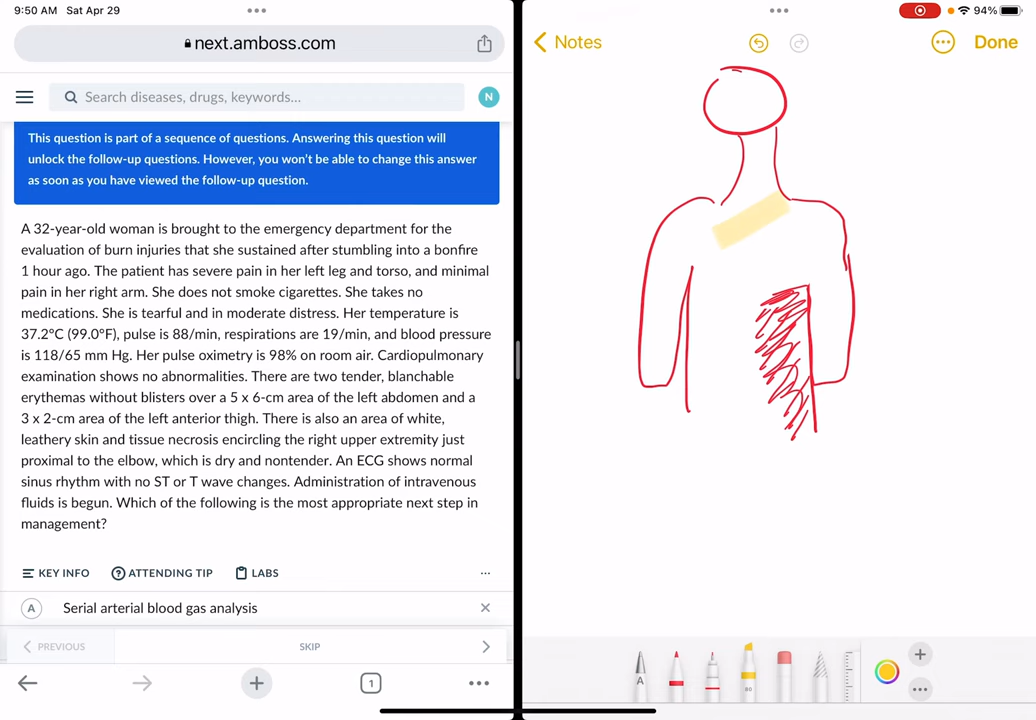 9:50 AM Sat Apr 29
94%
next.amboss.com
Notes
Done
Search diseases, drugs, keywords...
N
This question is part of a sequence of questions. Answering this question will
unlock the follow-up questions. However, you won't be able to change this answer
as soon as you have viewed the follow-up question.
A 32-year-old woman is brought to the emergency department for the
evaluation of burn injuries that she sustained after stumbling into a bonfire
1 hour ago. The patient has severe pain in her left leg and torso, and minimal
pain in her right arm. She does not smoke cigarettes. She takes no
medications. She is tearful and in moderate distress. Her temperature is
37.2°C (99.0°F), pulse is 88/min, respirations are 19/min, and blood pressure
is 118/65 mm Hg. Her pulse oximetry is 98% on room air. Cardiopulmonary
examination shows no abnormalities. There are two tender, blanchable
erythemas without blisters over a 5 x 6-cm area of the left abdomen and a
3 x 2-cm area of the left anterior thigh. There is also an area of white,
leathery skin and tissue necrosis encircling the right upper extremity just
proximal to the elbow, which is dry and nontender. An ECG shows normal
sinus rhythm with no ST or T wave changes. Administration of intravenous
fluids is begun. Which of the following is the most appropriate next step in
management?
KEY INFO
ATTENDING TIP
LABS
A
Serial arterial blood gas analysis
PREVIOUS
SKIP
1
A
80